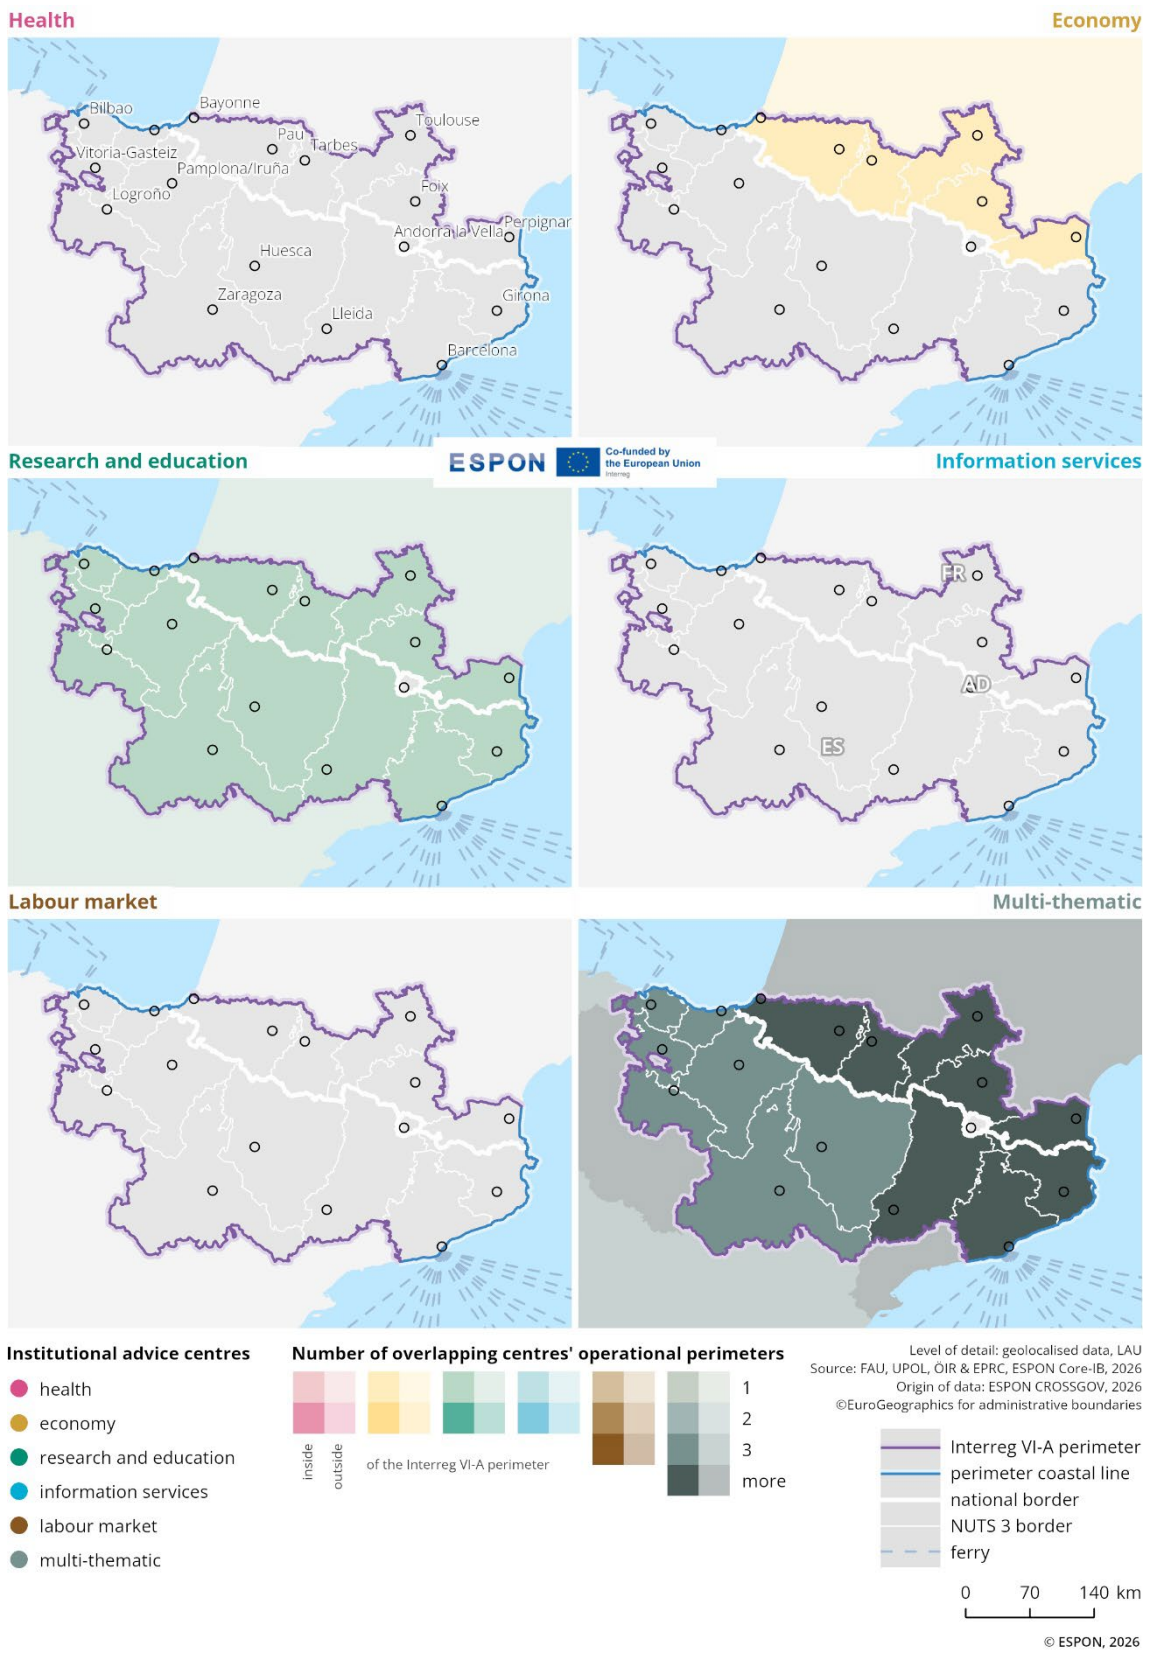 Health
Economy
Bilbao
Bayonne
Toulouse
Pau
Tarbes
Vitoria-Gasteiz
Pamplona/Iruña
Logroño
Foix
Perpignar
Andorra la Vella
Huesca
Zaragoza
Girona
Lleida
Barcelona
Research and education
ESPON
Co-funded by
the European Union
Interreg
Information services
FR
AD
ES
Labour market
Multi-thematic
Institutional advice centres
health
economy
research and education
information services
labour market
multi-thematic
Number of overlapping centres' operational perimeters
1
2
3
more
inside
outside
of the Interreg VI-A perimeter
Level of detail: geolocalised data, LAU
Source: FAU, UPOL, ÖIR & EPRC, ESPON Core-IB, 2026
Origin of data: ESPON CROSSGOV, 2026
©EuroGeographics for administrative boundaries
Interreg VI-A perimeter
perimeter coastal line
national border
NUTS 3 border
ferry
0 70 140 km
© ESPON, 2026